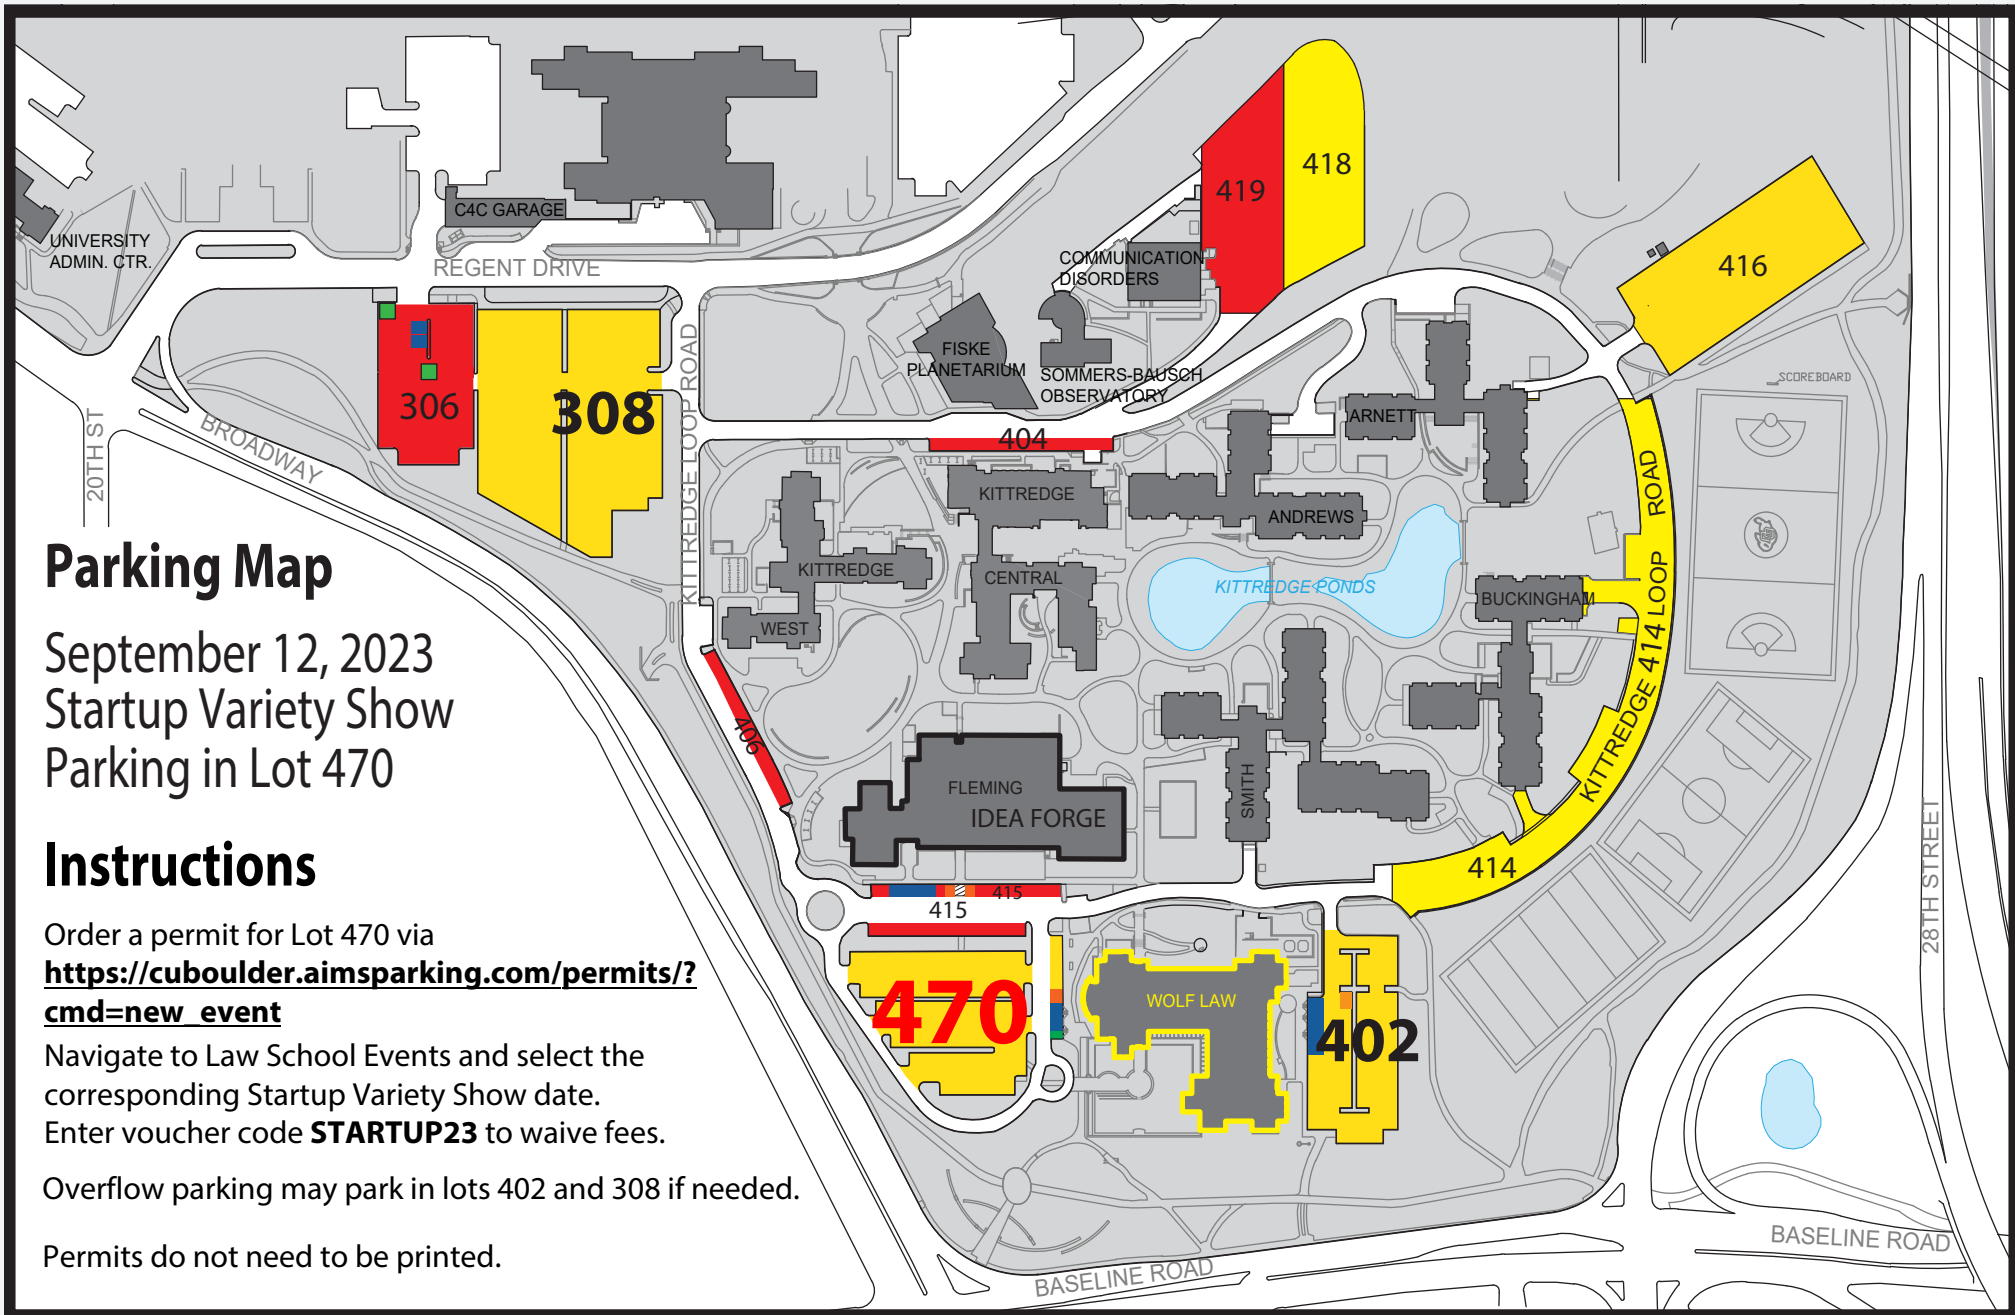 UNIVERSITY
ADMIN. CTR.
C4C GARAGE
REGENT DRIVE
419
418
416
COMMUNICATION
DISORDERS
FISKE
PLANETARIUM
SOMMERS-BAUSCH
OBSERVATORY
SCOREBOARD
306
308
KITTREDGE LOOP ROAD
20TH ST
BROADWAY
404
ARNETT
KITTREDGE
ANDREWS
KITTREDGE
CENTRAL
KITTREDGE PONDS
BUCKINGHAM
WEST
KITTREDGE 414 LOOP ROAD
406
FLEMING
IDEA FORGE
SMITH
414
415
415
470
WOLF LAW
402
28TH STREET
BASELINE ROAD
BASELINE ROAD
Parking Map
September 12, 2023
Startup Variety Show
Parking in Lot 470
Instructions
Order a permit for Lot 470 via
https://cuboulder.aimsparking.com/permits/?
cmd=new_event
Navigate to Law School Events and select the
corresponding Startup Variety Show date.
Enter voucher code STARTUP23 to waive fees.
Overflow parking may park in lots 402 and 308 if needed.
Permits do not need to be printed.